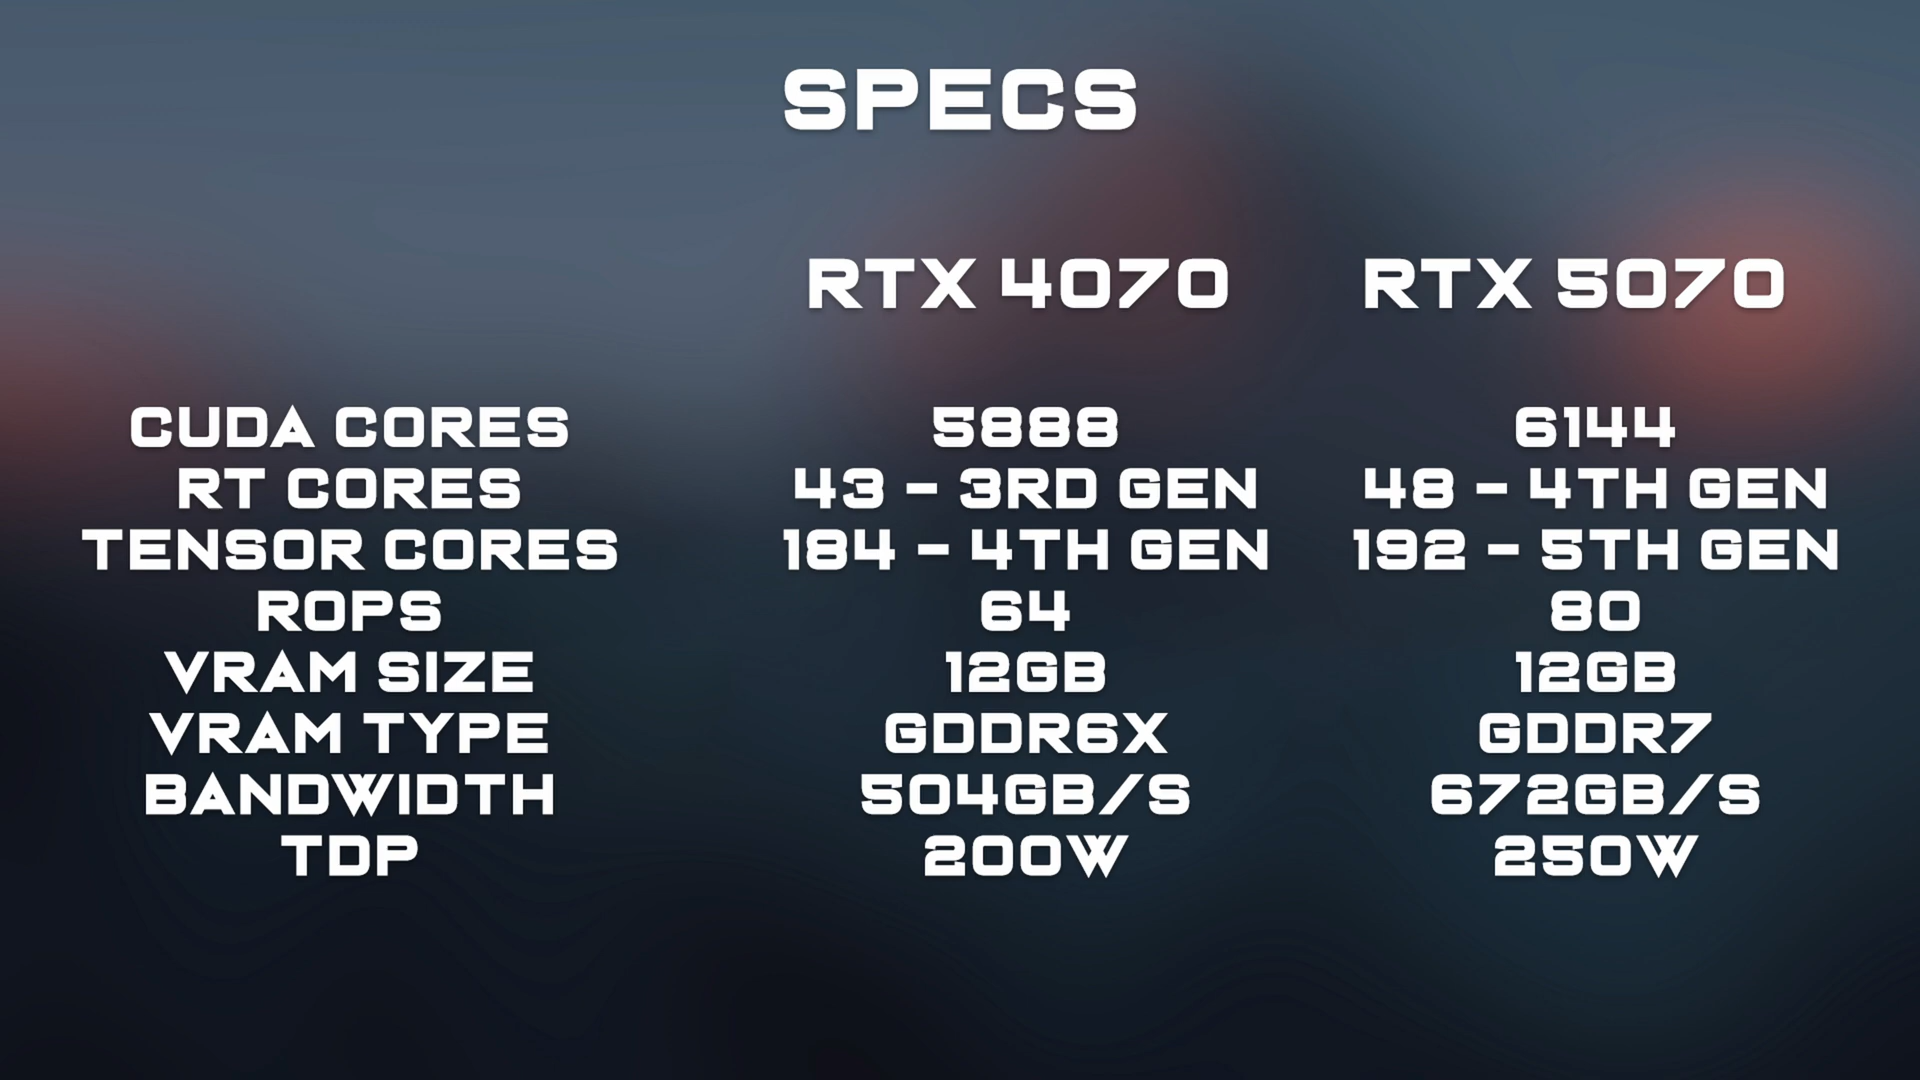 SPECS
RTX 4070 RTX 5070
CUDA CORES 5888 6144
RT CORES 43 - 3RD GEN 48 - 4TH GEN
TENSOR CORES 184 - 4TH GEN 192 - 5TH GEN
ROPS 64 80
VRAM SIZE 12GB 12GB
VRAM TYPE GDDR6X GDDR7
BANDWIDTH 504GB/S 672GB/S
TDP 200W 250W